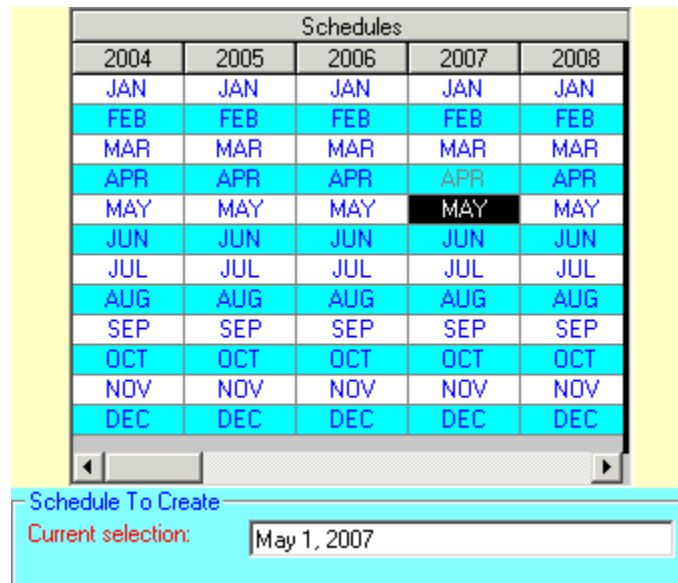 Schedules
2004 2005 2006 2007 2008
JAN JAN JAN JAN JAN
FEB FEB FEB FEB FEB
MAR MAR MAR MAR MAR
APR APR APR APR APR
MAY MAY MAY MAY MAY
JUN JUN JUN JUN JUN
JUL JUL JUL JUL JUL
AUG AUG AUG AUG AUG
SEP SEP SEP SEP SEP
OCT OCT OCT OCT OCT
NOV NOV NOV NOV NOV
DEC DEC DEC DEC DEC
Schedule To Create
Current selection: May 1, 2007